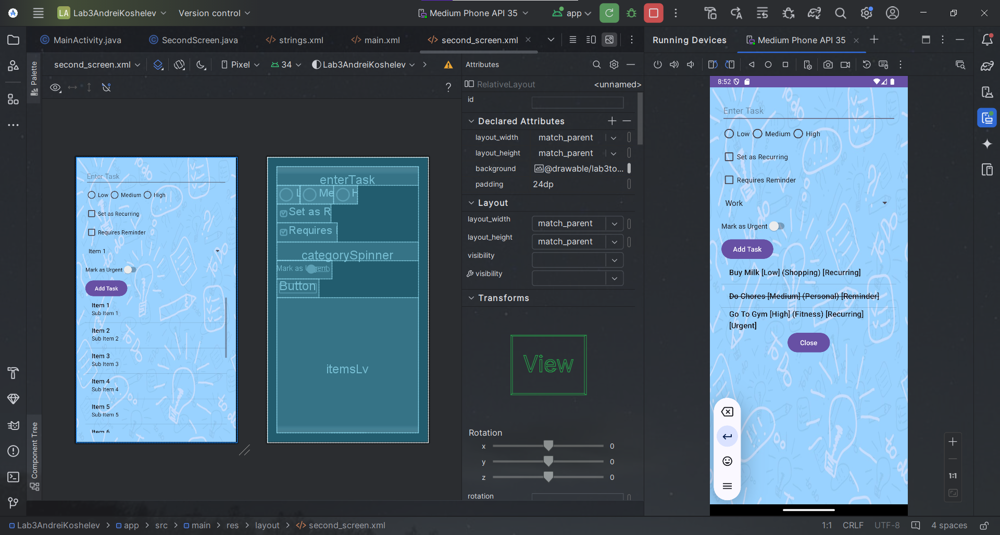 LA Lab3AndreiKoshelev
Version control
Medium Phone API 35
app
MainActivity.java
SecondScreen.java
strings.xml
main.xml
second_screen.xml
Running Devices
Medium Phone API 35
Palette
second_screen.xml
Pixel
34
Lab3AndreiKoshelev
Attributes
RelativeLayout
<unnamed>
id
Declared Attributes
layout_width
match_parent
layout_height
match_parent
background
@drawable/lab3to...
padding
24dp
Layout
layout_width
match_parent
layout_height
match_parent
visibility
visibility
Transforms
View
Rotation
x
0
y
0
z
0
rotation
Enter Task
Low
Medium
High
Set as Recurring
Requires Reminder
Item 1
Mark as Urgent
Add Task
Item 1
Sub Item 1
Item 2
Sub Item 2
Item 3
Sub Item 3
Item 4
Sub Item 4
Item 5
Sub Item 5
Item 6
enterTask
L
Me
H
Set as R
Requires
categorySpinner
Mark as Urgent
Button
itemsLv
8:52
Enter Task
Low
Medium
High
Set as Recurring
Requires Reminder
Work
Mark as Urgent
Add Task
Buy Milk [Low] (Shopping) [Recurring]
Do Chores [Medium] (Personal) [Reminder]
Go To Gym [High] (Fitness) [Recurring]
[Urgent]
Close
1:1
Component Tree
Lab3AndreiKoshelev > app > src > main > res > layout > second_screen.xml
1:1
CRLF
UTF-8
4 spaces